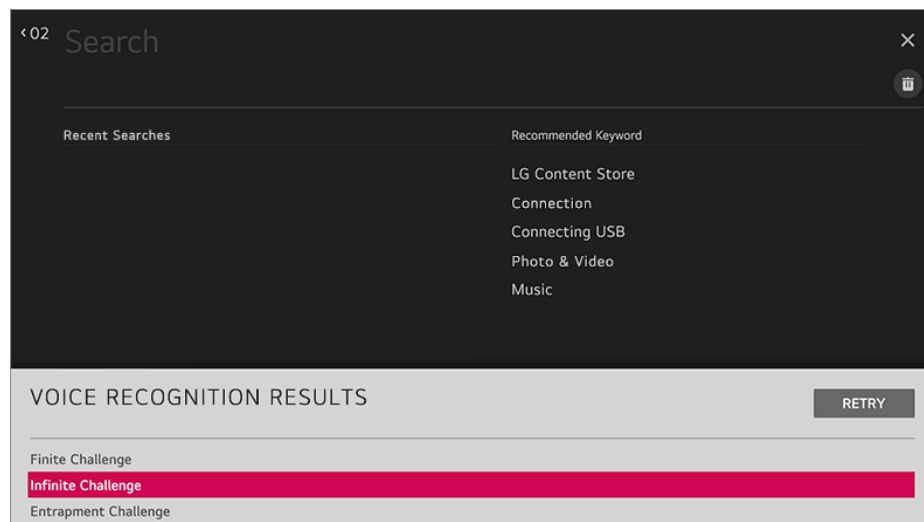 ‹ 02
Search
Recent Searches
Recommended Keyword
LG Content Store
Connection
Connecting USB
Photo & Video
Music
VOICE RECOGNITION RESULTS
RETRY
Finite Challenge
Infinite Challenge
Entrapment Challenge